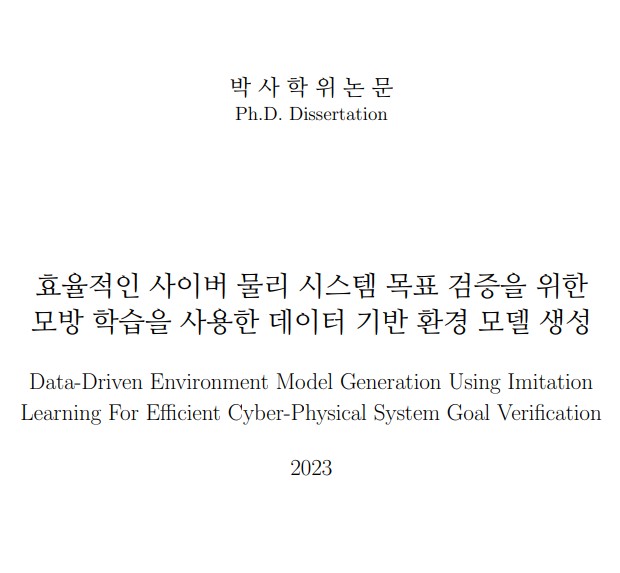 박 사 학 위 논 문
Ph.D. Dissertation
효율적인 사이버 물리 시스템 목표 검증을 위한
모방 학습을 사용한 데이터 기반 환경 모델 생성
Data-Driven Environment Model Generation Using Imitation
Learning For Efficient Cyber-Physical System Goal Verification
2023